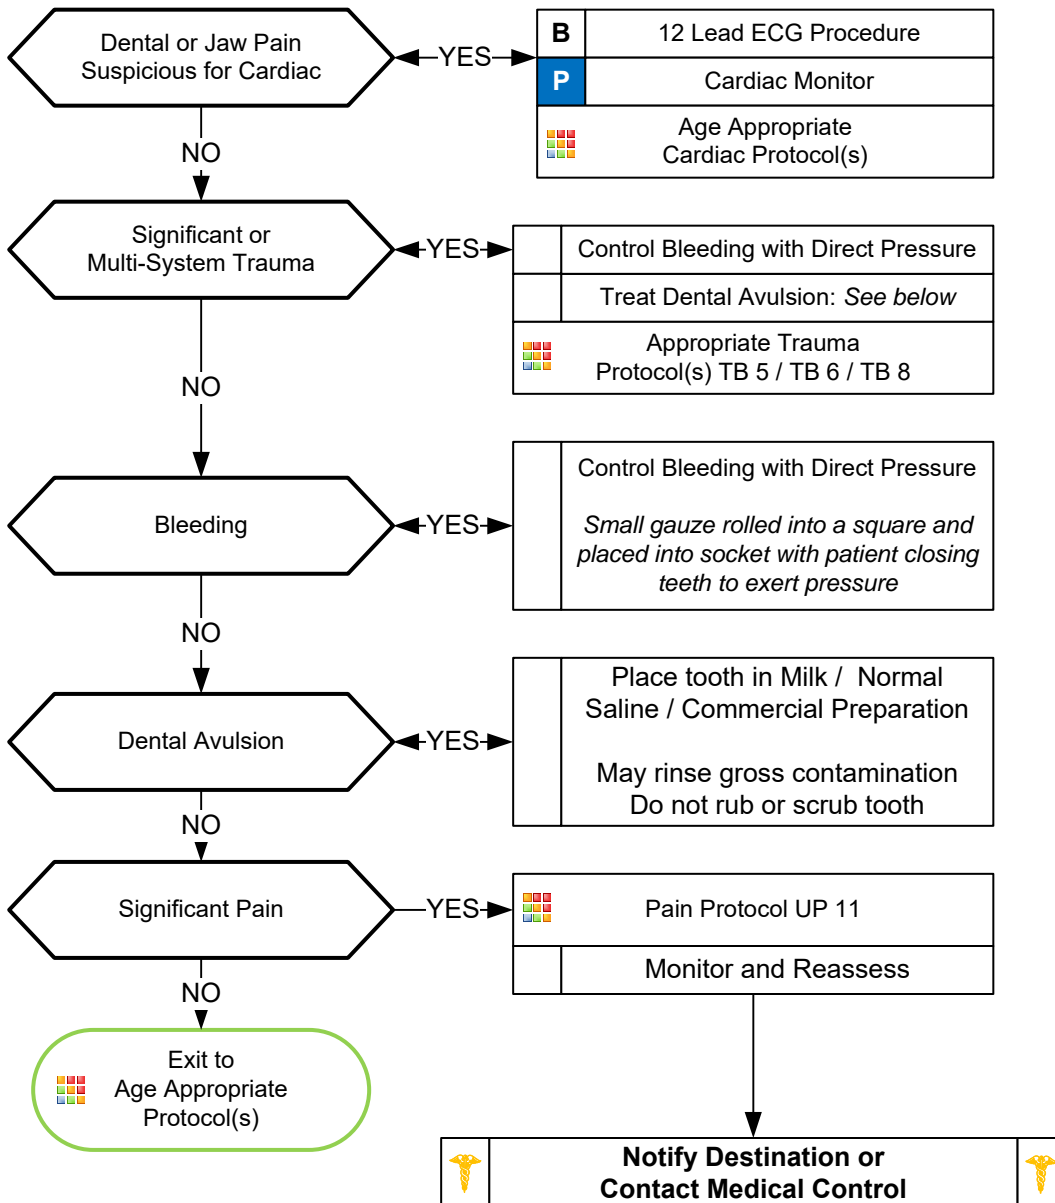 Dental or Jaw Pain
Suspicious for Cardiac
YES
B
12 Lead ECG Procedure
P
Cardiac Monitor
Age Appropriate
Cardiac Protocol(s)
NO
Significant or
Multi-System Trauma
YES
Control Bleeding with Direct Pressure
Treat Dental Avulsion: See below
Appropriate Trauma
Protocol(s) TB 5 / TB 6 / TB 8
NO
Bleeding
YES
Control Bleeding with Direct Pressure
Small gauze rolled into a square and
placed into socket with patient closing
teeth to exert pressure
NO
Dental Avulsion
YES
Place tooth in Milk / Normal
Saline / Commercial Preparation
May rinse gross contamination
Do not rub or scrub tooth
NO
Significant Pain
YES
Pain Protocol UP 11
Monitor and Reassess
NO
Exit to
Age Appropriate
Protocol(s)
Notify Destination or
Contact Medical Control